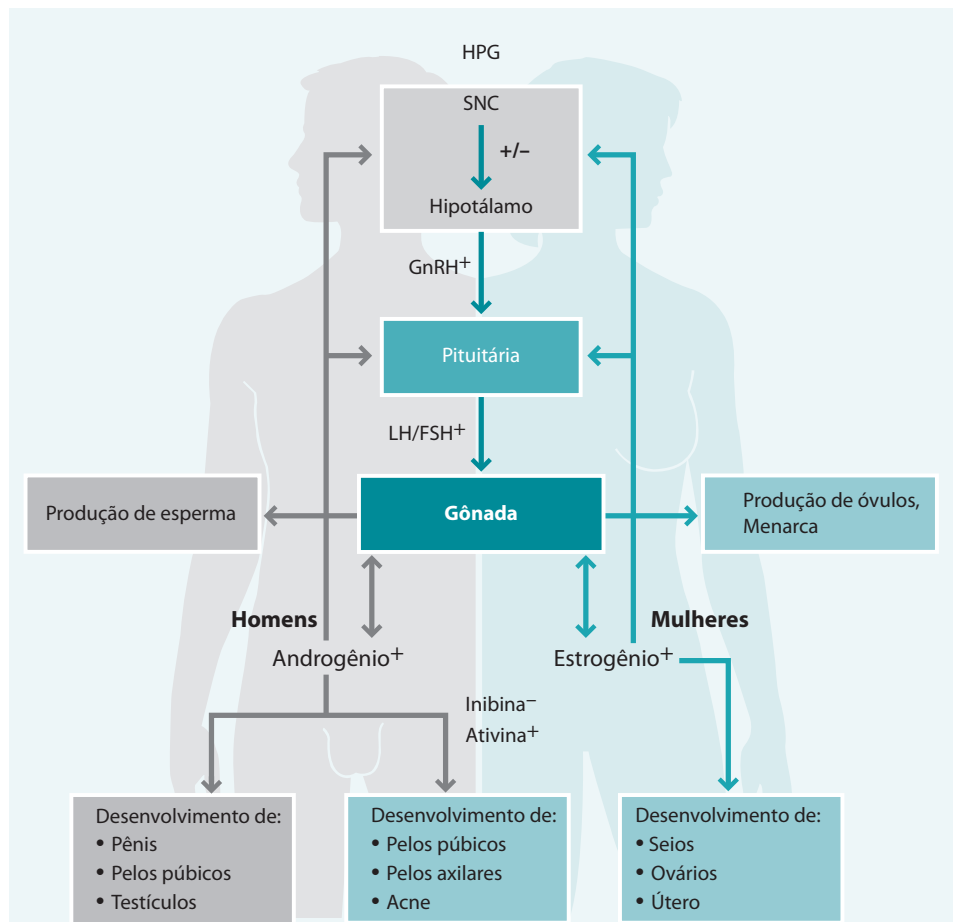 HPG
SNC
+/–
Hipotálamo
GnRH+
Pituitária
LH/FSH+
Produção de esperma
Gônada
Produção de óvulos,
Menarca
Homens
Mulheres
Androgênio+
Estrogênio+
Inibina–
Ativina+
Desenvolvimento de:
• Pênis
• Pelos púbicos
• Testículos
Desenvolvimento de:
• Pelos púbicos
• Pelos axilares
• Acne
Desenvolvimento de:
• Seios
• Ovários
• Útero